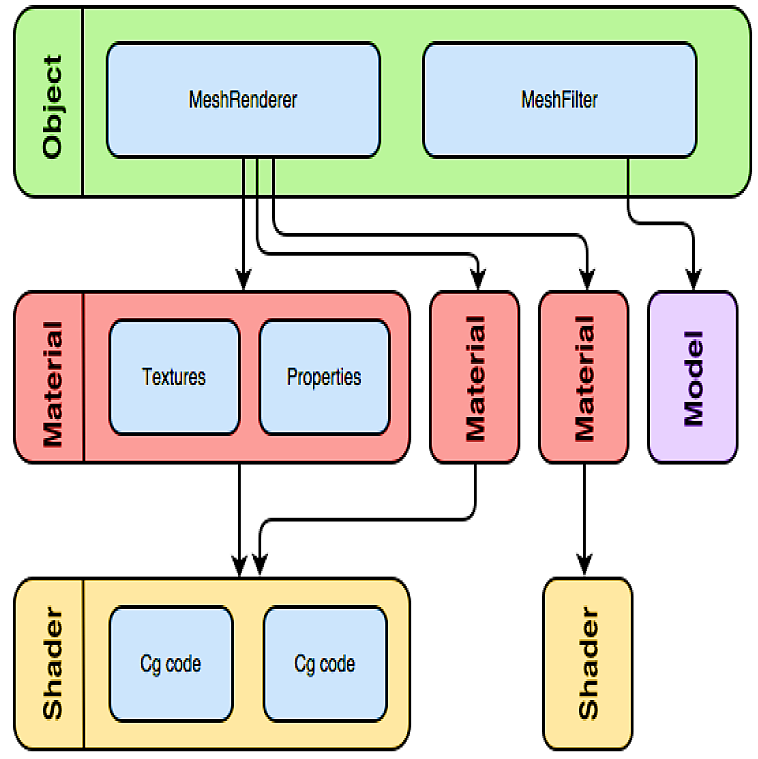 Object
MeshRenderer
MeshFilter
Material
Textures
Properties
Material
Material
Model
Shader
Cg code
Cg code
Shader